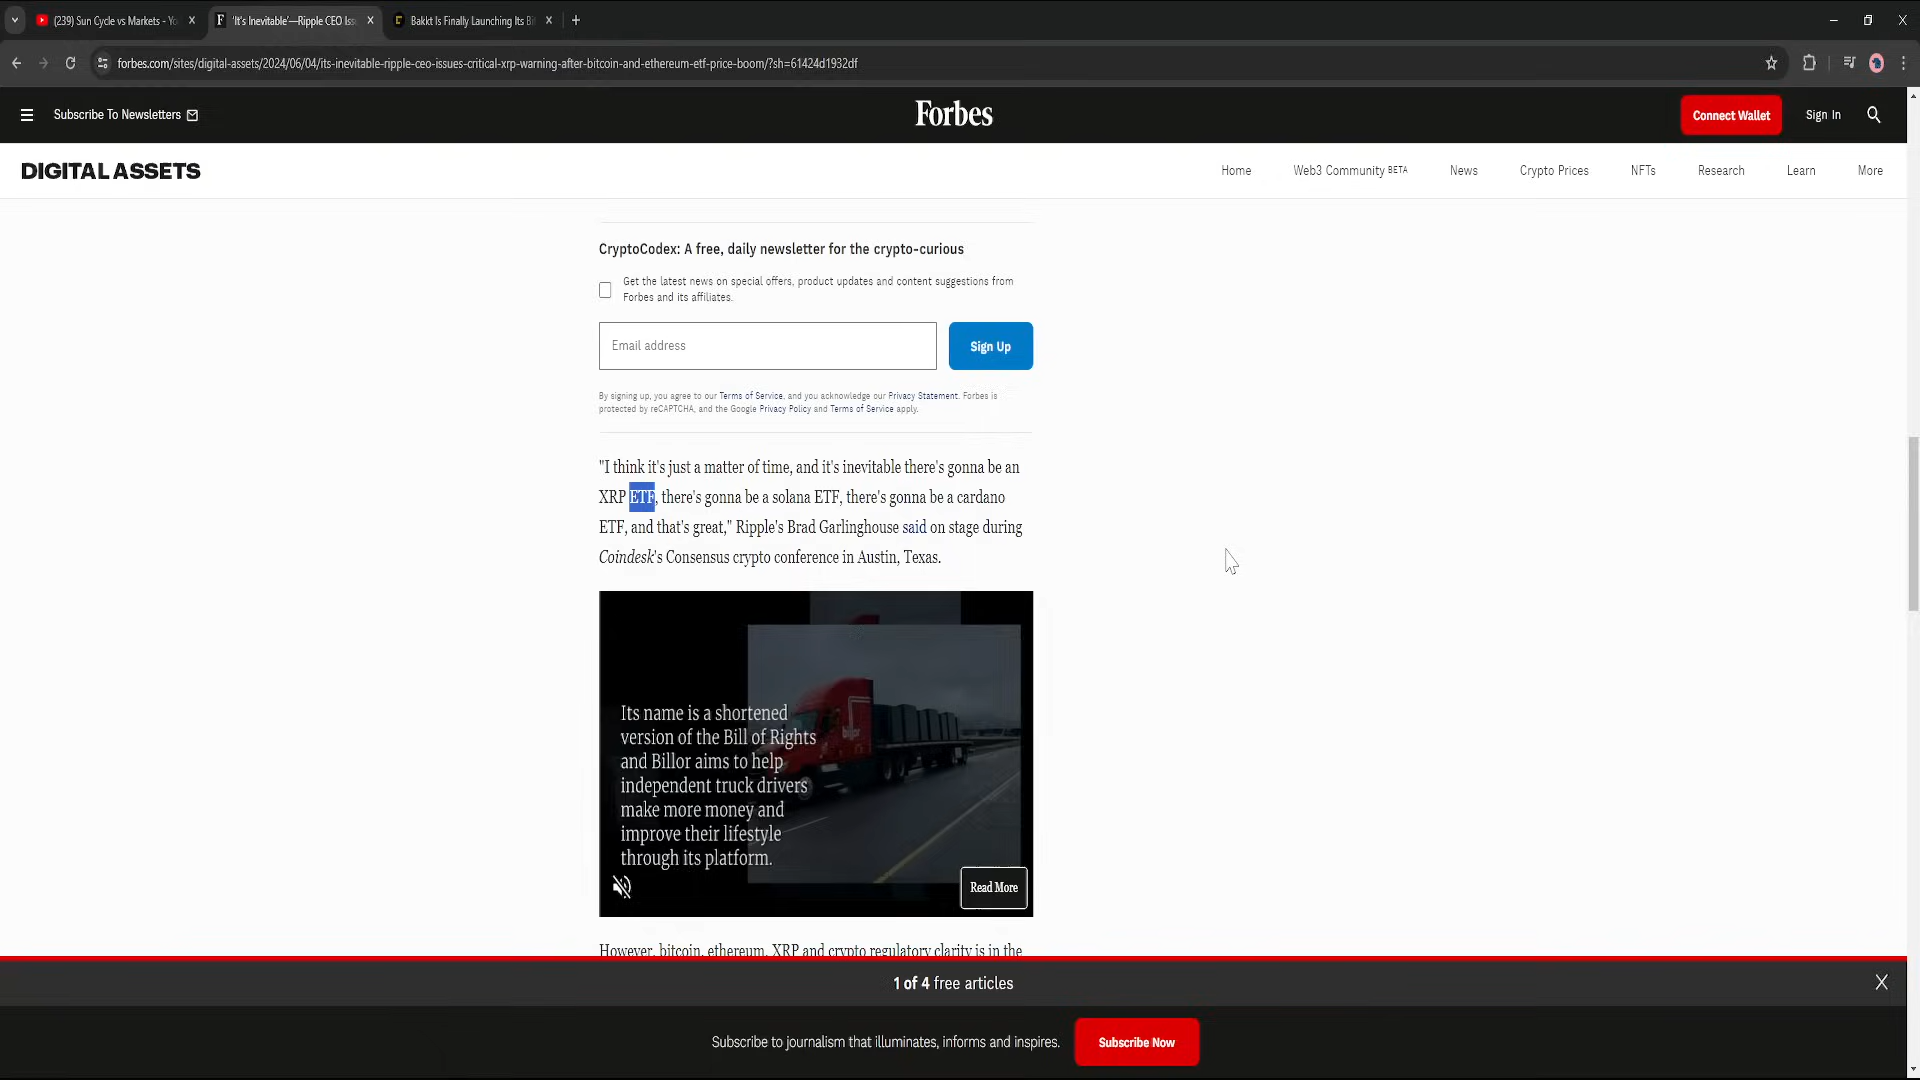 (239) Sun Cycle vs Markets - Yo
'It's Inevitable'—Ripple CEO Iss
Bakkt Is Finally Launching Its Bi
forbes.com/sites/digital-assets/2024/06/04/its-inevitable-ripple-ceo-issues-critical-xrp-warning-after-bitcoin-and-ethereum-etf-price-boom/?sh=61424d1932df
Subscribe To Newsletters
Forbes
Connect Wallet
Sign In
DIGITAL ASSETS
Home
Web3 Community BETA
News
Crypto Prices
NFTs
Research
Learn
More
CryptoCodex: A free, daily newsletter for the crypto-curious
Get the latest news on special offers, product updates and content suggestions from
Forbes and its affiliates.
Email address
Sign Up
By signing up, you agree to our Terms of Service, and you acknowledge our Privacy Statement. Forbes is
protected by reCAPTCHA, and the Google Privacy Policy and Terms of Service apply.
"I think it's just a matter of time, and it's inevitable there's gonna be an
XRP ETF, there's gonna be a solana ETF, there's gonna be a cardano
ETF, and that's great," Ripple's Brad Garlinghouse said on stage during
Coindesk's Consensus crypto conference in Austin, Texas.
Its name is a shortened
version of the Bill of Rights
and Billor aims to help
independent truck drivers
make more money and
improve their lifestyle
through its platform.
billor
Read More
However, bitcoin, ethereum, XRP and crypto regulatory clarity is in the
1 of 4 free articles
Subscribe to journalism that illuminates, informs and inspires.
Subscribe Now